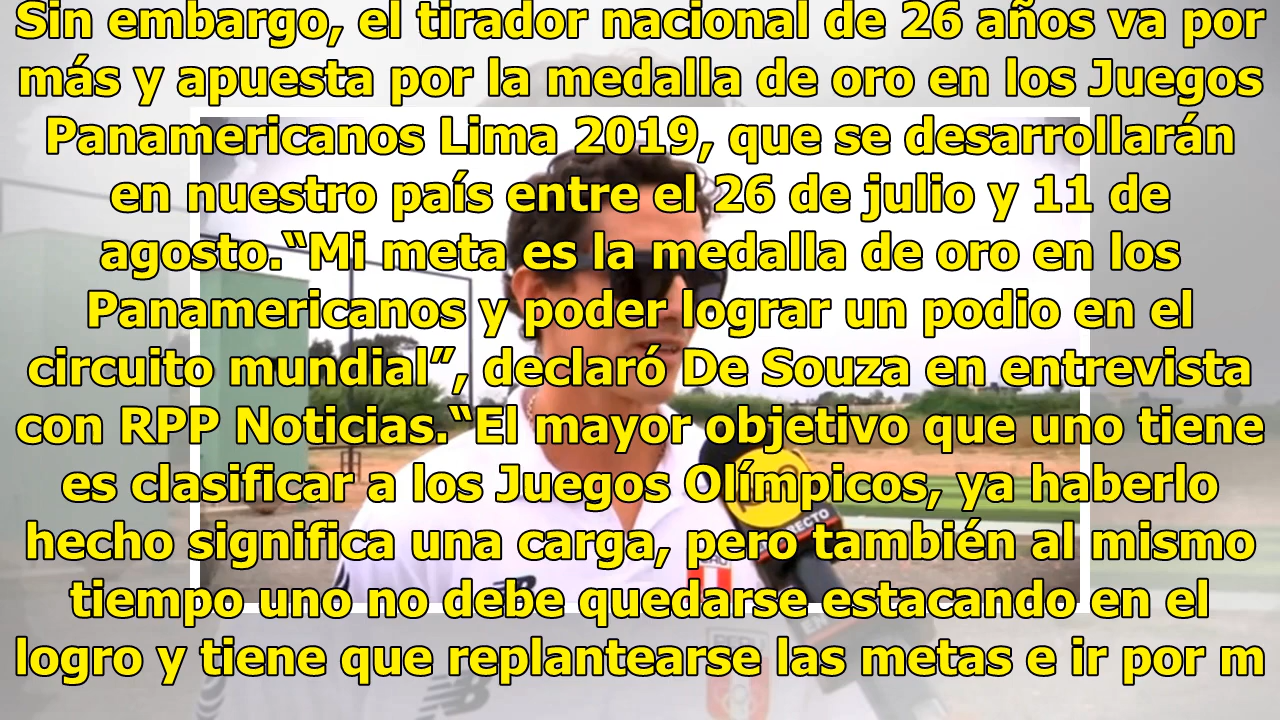 Sin embargo, el tirador nacional de 26 años va por
más y apuesta por la medalla de oro en los Juegos
Panamericanos Lima 2019, que se desarrollarán
en nuestro país entre el 26 de julio y 11 de
agosto.“Mi meta es la medalla de oro en los
Panamericanos y poder lograr un podio en el
circuito mundial”, declaró De Souza en entrevista
con RPP Noticias.“El mayor objetivo que uno tiene
es clasificar a los Juegos Olímpicos, ya haberlo
hecho significa una carga, pero también al mismo
tiempo uno no debe quedarse estacando en el
logro y tiene que replantearse las metas e ir por m